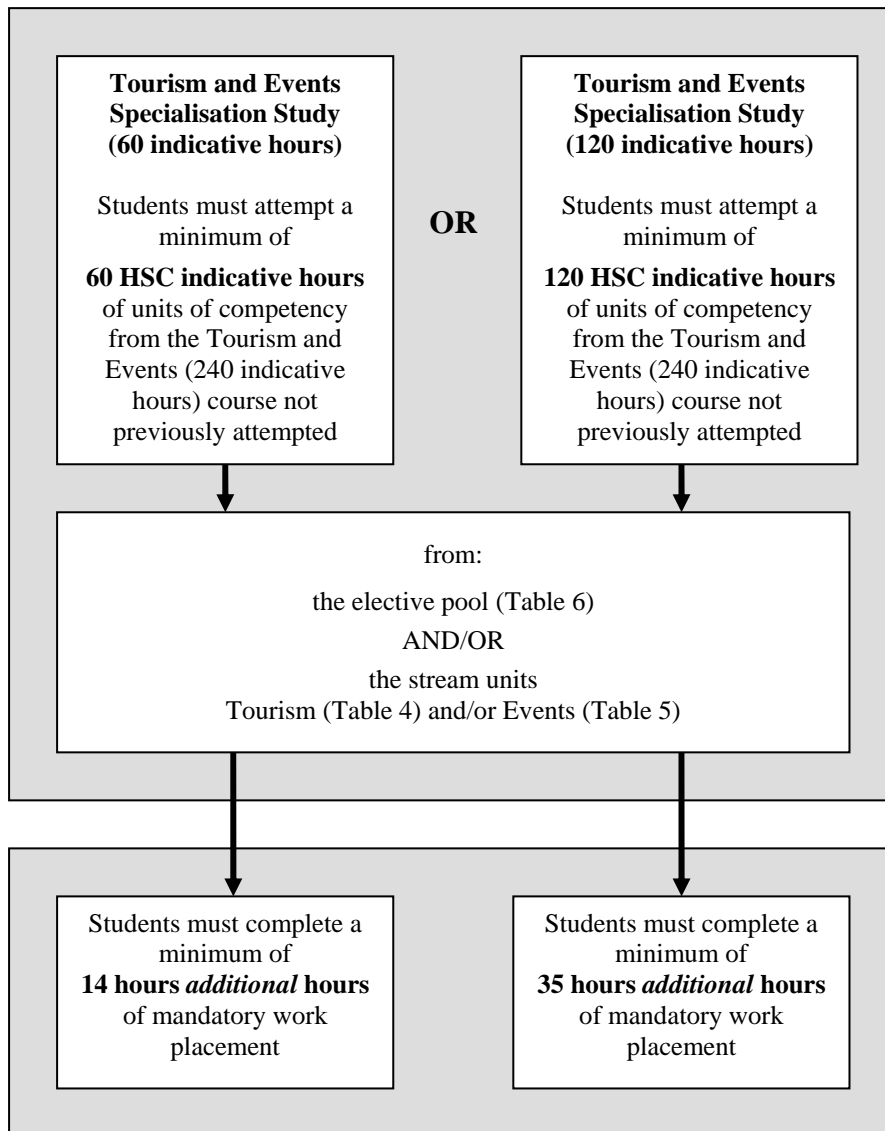 Tourism and Events
Specialisation Study
(60 indicative hours)
Students must attempt a
minimum of
60 HSC indicative hours
of units of competency
from the Tourism and
Events (240 indicative
hours) course not
previously attempted
OR
Tourism and Events
Specialisation Study
(120 indicative hours)
Students must attempt a
minimum of
120 HSC indicative hours
of units of competency
from the Tourism and
Events (240 indicative
hours) course not
previously attempted
from:
the elective pool (Table 6)
AND/OR
the stream units
Tourism (Table 4) and/or Events (Table 5)
Students must complete a
minimum of
14 hours additional hours
of mandatory work
placement
Students must complete a
minimum of
35 hours additional hours
of mandatory work
placement